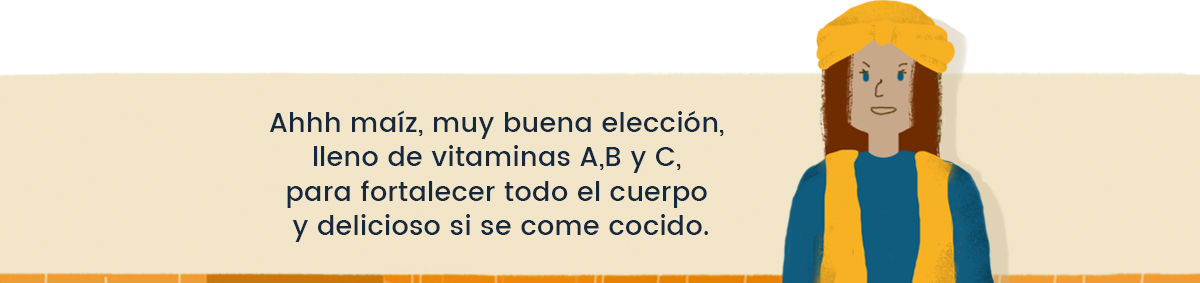 Ahhh maíz, muy buena elección,
lleno de vitaminas A,B y C,
para fortalecer todo el cuerpo
y delicioso si se come cocido.